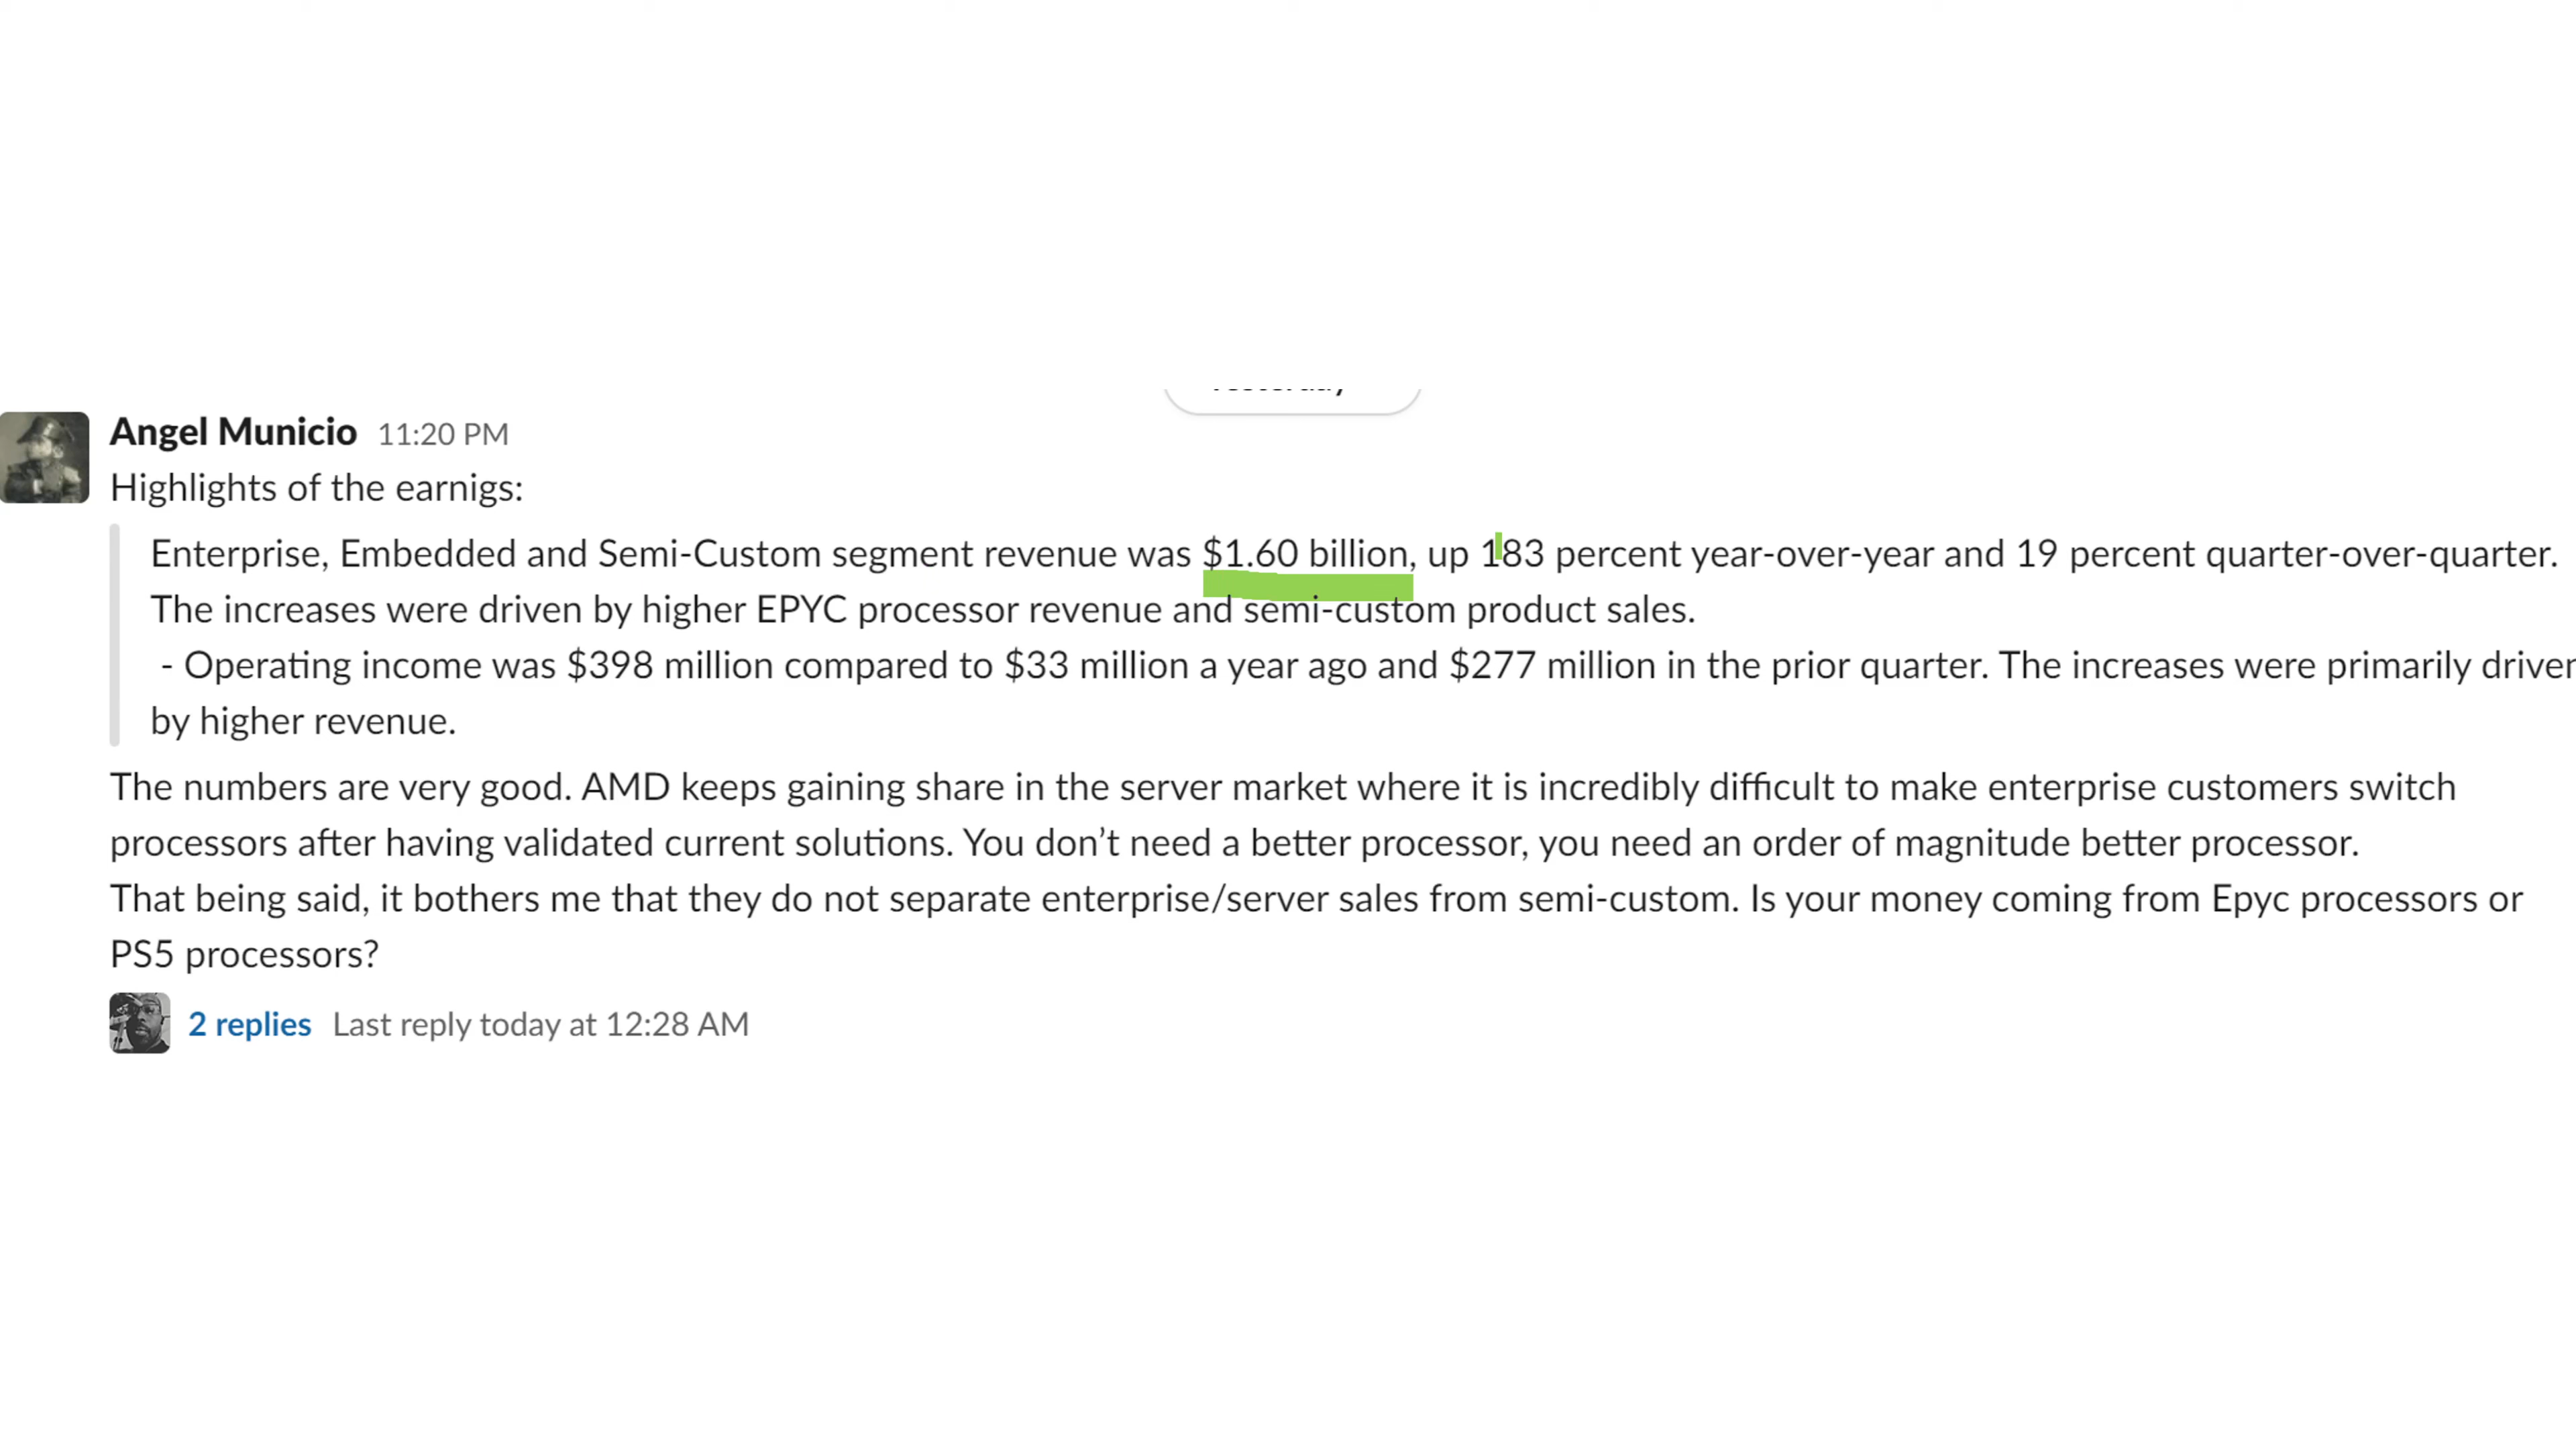 Yesterday
Angel Municio 11:20 PM
Highlights of the earnigs:
Enterprise, Embedded and Semi-Custom segment revenue was $1.60 billion, up 183 percent year-over-year and 19 percent quarter-over-quarter.
The increases were driven by higher EPYC processor revenue and semi-custom product sales.
- Operating income was $398 million compared to $33 million a year ago and $277 million in the prior quarter. The increases were primarily driven
by higher revenue.
The numbers are very good. AMD keeps gaining share in the server market where it is incredibly difficult to make enterprise customers switch
processors after having validated current solutions. You don’t need a better processor, you need an order of magnitude better processor.
That being said, it bothers me that they do not separate enterprise/server sales from semi-custom. Is your money coming from Epyc processors or
PS5 processors?
2 replies Last reply today at 12:28 AM